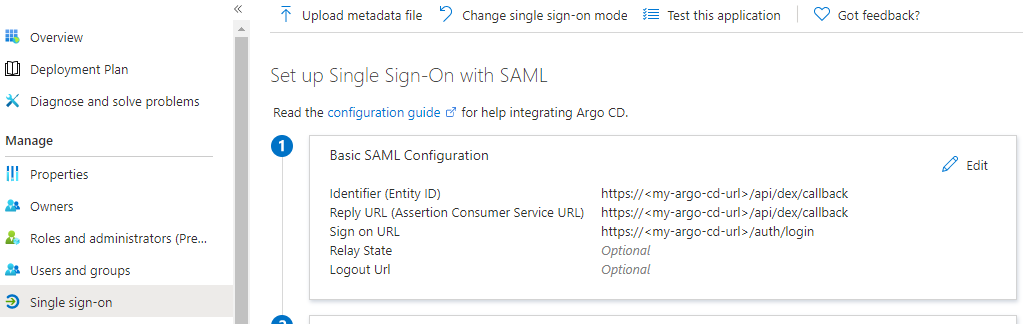 Overview
Deployment Plan
Diagnose and solve problems
Manage
Properties
Owners
Roles and administrators (Pre...
Users and groups
Single sign-on
Upload metadata file Change single sign-on mode Test this application Got feedback?
Set up Single Sign-On with SAML
Read the configuration guide for help integrating Argo CD.
1
Basic SAML Configuration
Edit
Identifier (Entity ID) https://<my-argo-cd-url>/api/dex/callback
Reply URL (Assertion Consumer Service URL) https://<my-argo-cd-url>/api/dex/callback
Sign on URL https://<my-argo-cd-url>/auth/login
Relay State Optional
Logout Url Optional
2